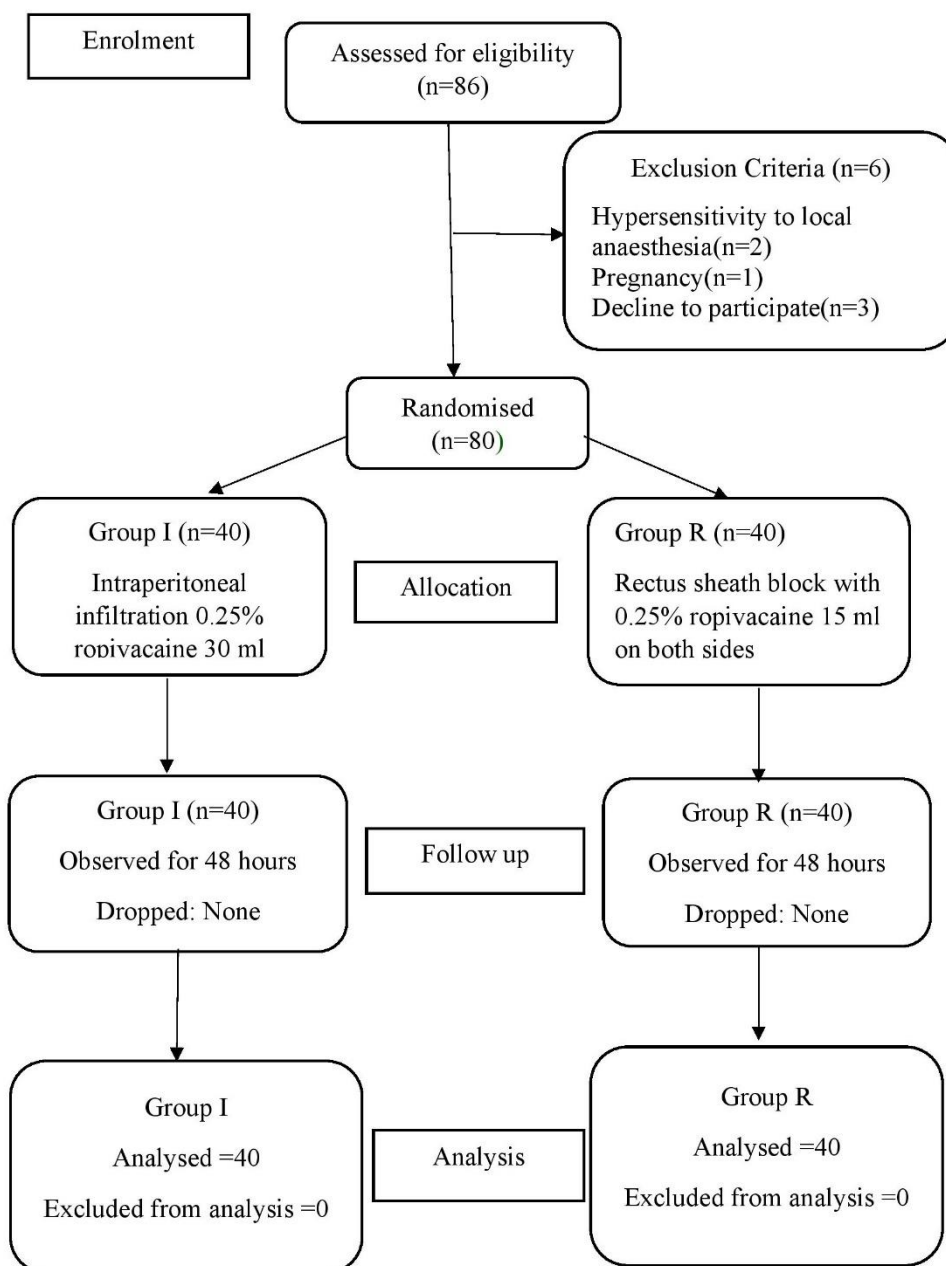 Enrolment
Assessed for eligibility
(n=86)
Exclusion Criteria (n=6)
Hypersensitivity to local
anaesthesia(n=2)
Pregnancy(n=1)
Decline to participate(n=3)
Randomised
(n=80)
Group I (n=40)
Intraperitoneal
infiltration 0.25%
ropivacaine 30 ml
Allocation
Group R (n=40)
Rectus sheath block with
0.25% ropivacaine 15 ml
on both sides
Group I (n=40)
Observed for 48 hours
Dropped: None
Follow up
Group R (n=40)
Observed for 48 hours
Dropped: None
Group I
Analysed =40
Excluded from analysis =0
Analysis
Group R
Analysed =40
Excluded from analysis =0